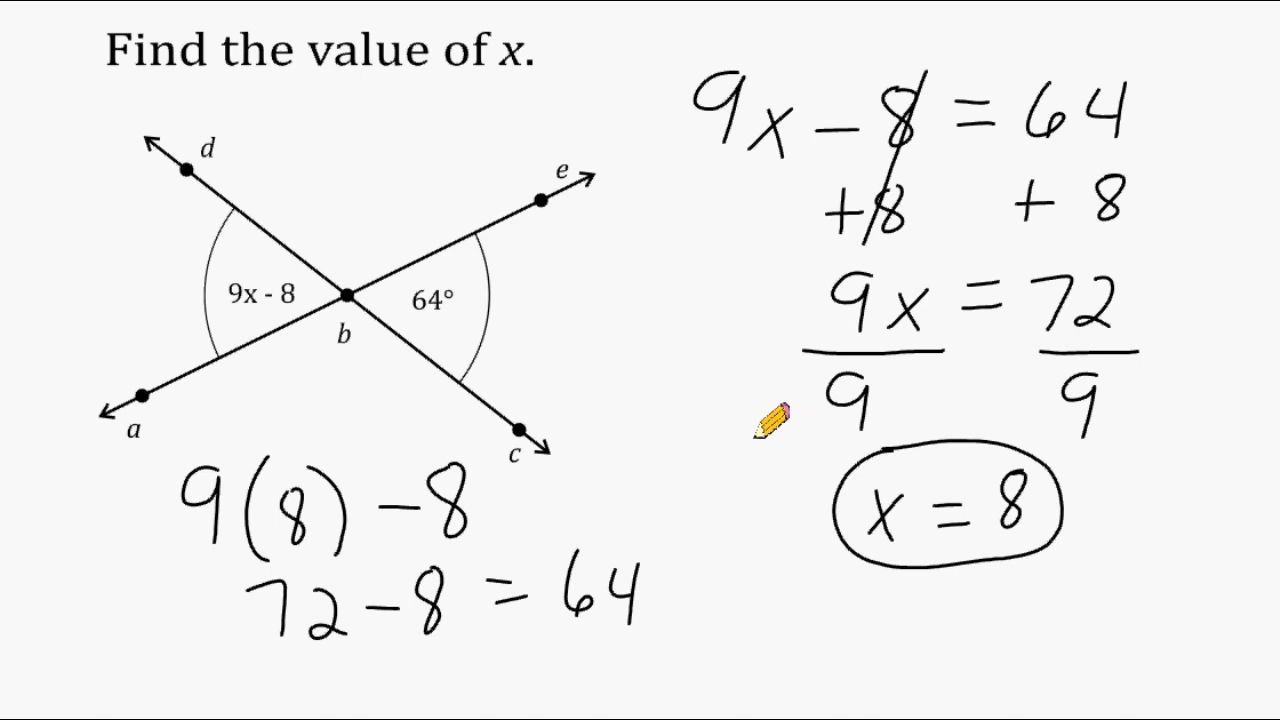 Find the value of x.
d
e
9x - 8
64°
b
a
c
9x - 8 = 64
+8 + 8
9x = 72
9 9
x = 8
9(8) - 8
72 - 8 = 64